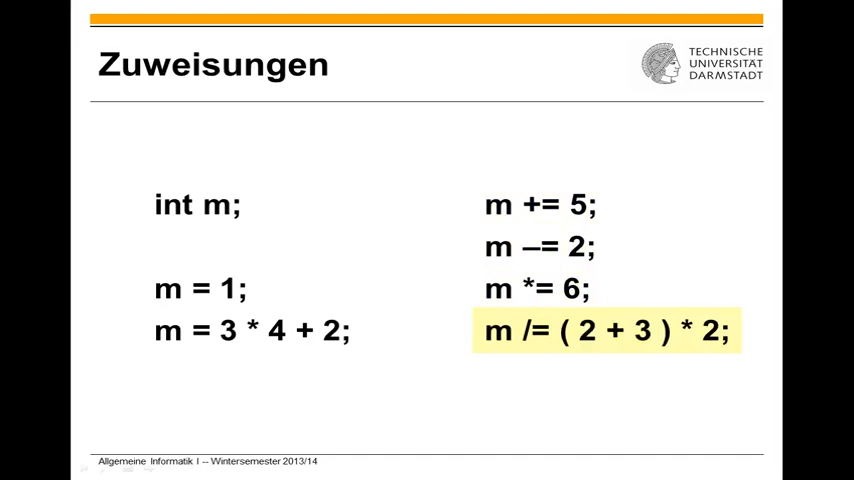 Zuweisungen
TECHNISCHE
UNIVERSITÄT
DARMSTADT
int m;
m = 1;
m = 3 * 4 + 2;
m += 5;
m –= 2;
m *= 6;
m /= ( 2 + 3 ) * 2;
Allgemeine Informatik I -- Wintersemester 2013/14